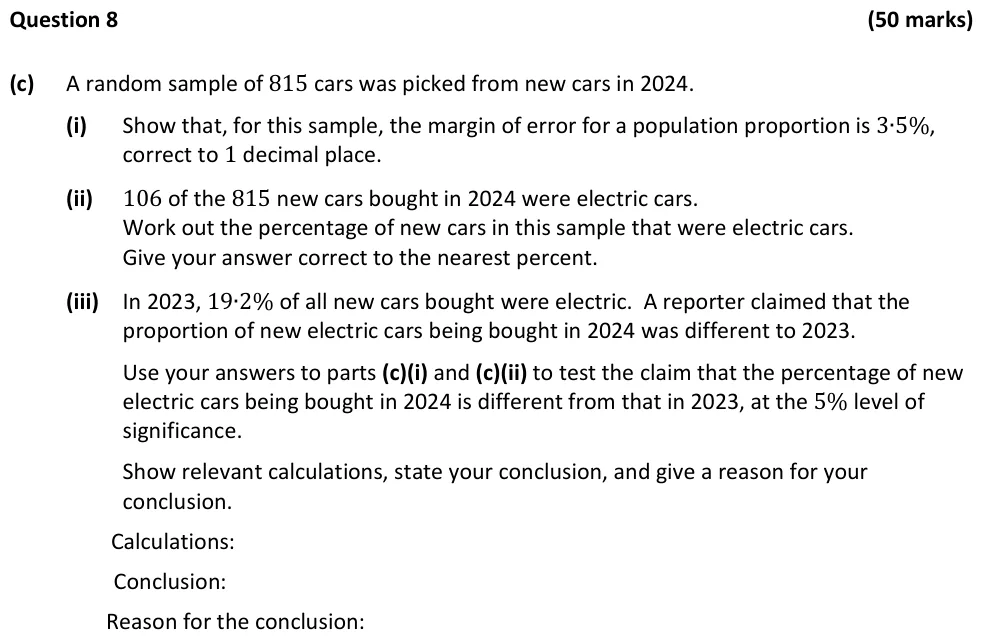 Question 8 (50 marks)
(c) A random sample of 815 cars was picked from new cars in 2024.
(i) Show that, for this sample, the margin of error for a population proportion is 3·5%,
correct to 1 decimal place.
(ii) 106 of the 815 new cars bought in 2024 were electric cars.
Work out the percentage of new cars in this sample that were electric cars.
Give your answer correct to the nearest percent.
(iii) In 2023, 19·2% of all new cars bought were electric. A reporter claimed that the
proportion of new electric cars being bought in 2024 was different to 2023.
Use your answers to parts (c)(i) and (c)(ii) to test the claim that the percentage of new
electric cars being bought in 2024 is different from that in 2023, at the 5% level of
significance.
Show relevant calculations, state your conclusion, and give a reason for your
conclusion.
Calculations:
Conclusion:
Reason for the conclusion: